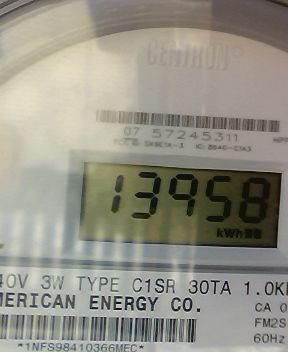 CENTRON®
07 57245311
13958
kWh
40V 3W TYPE C1SR 30TA 1.0K
MERICAN ENERGY CO.
CA 0
FM2S
60Hz
*1NFS98410366MEC*